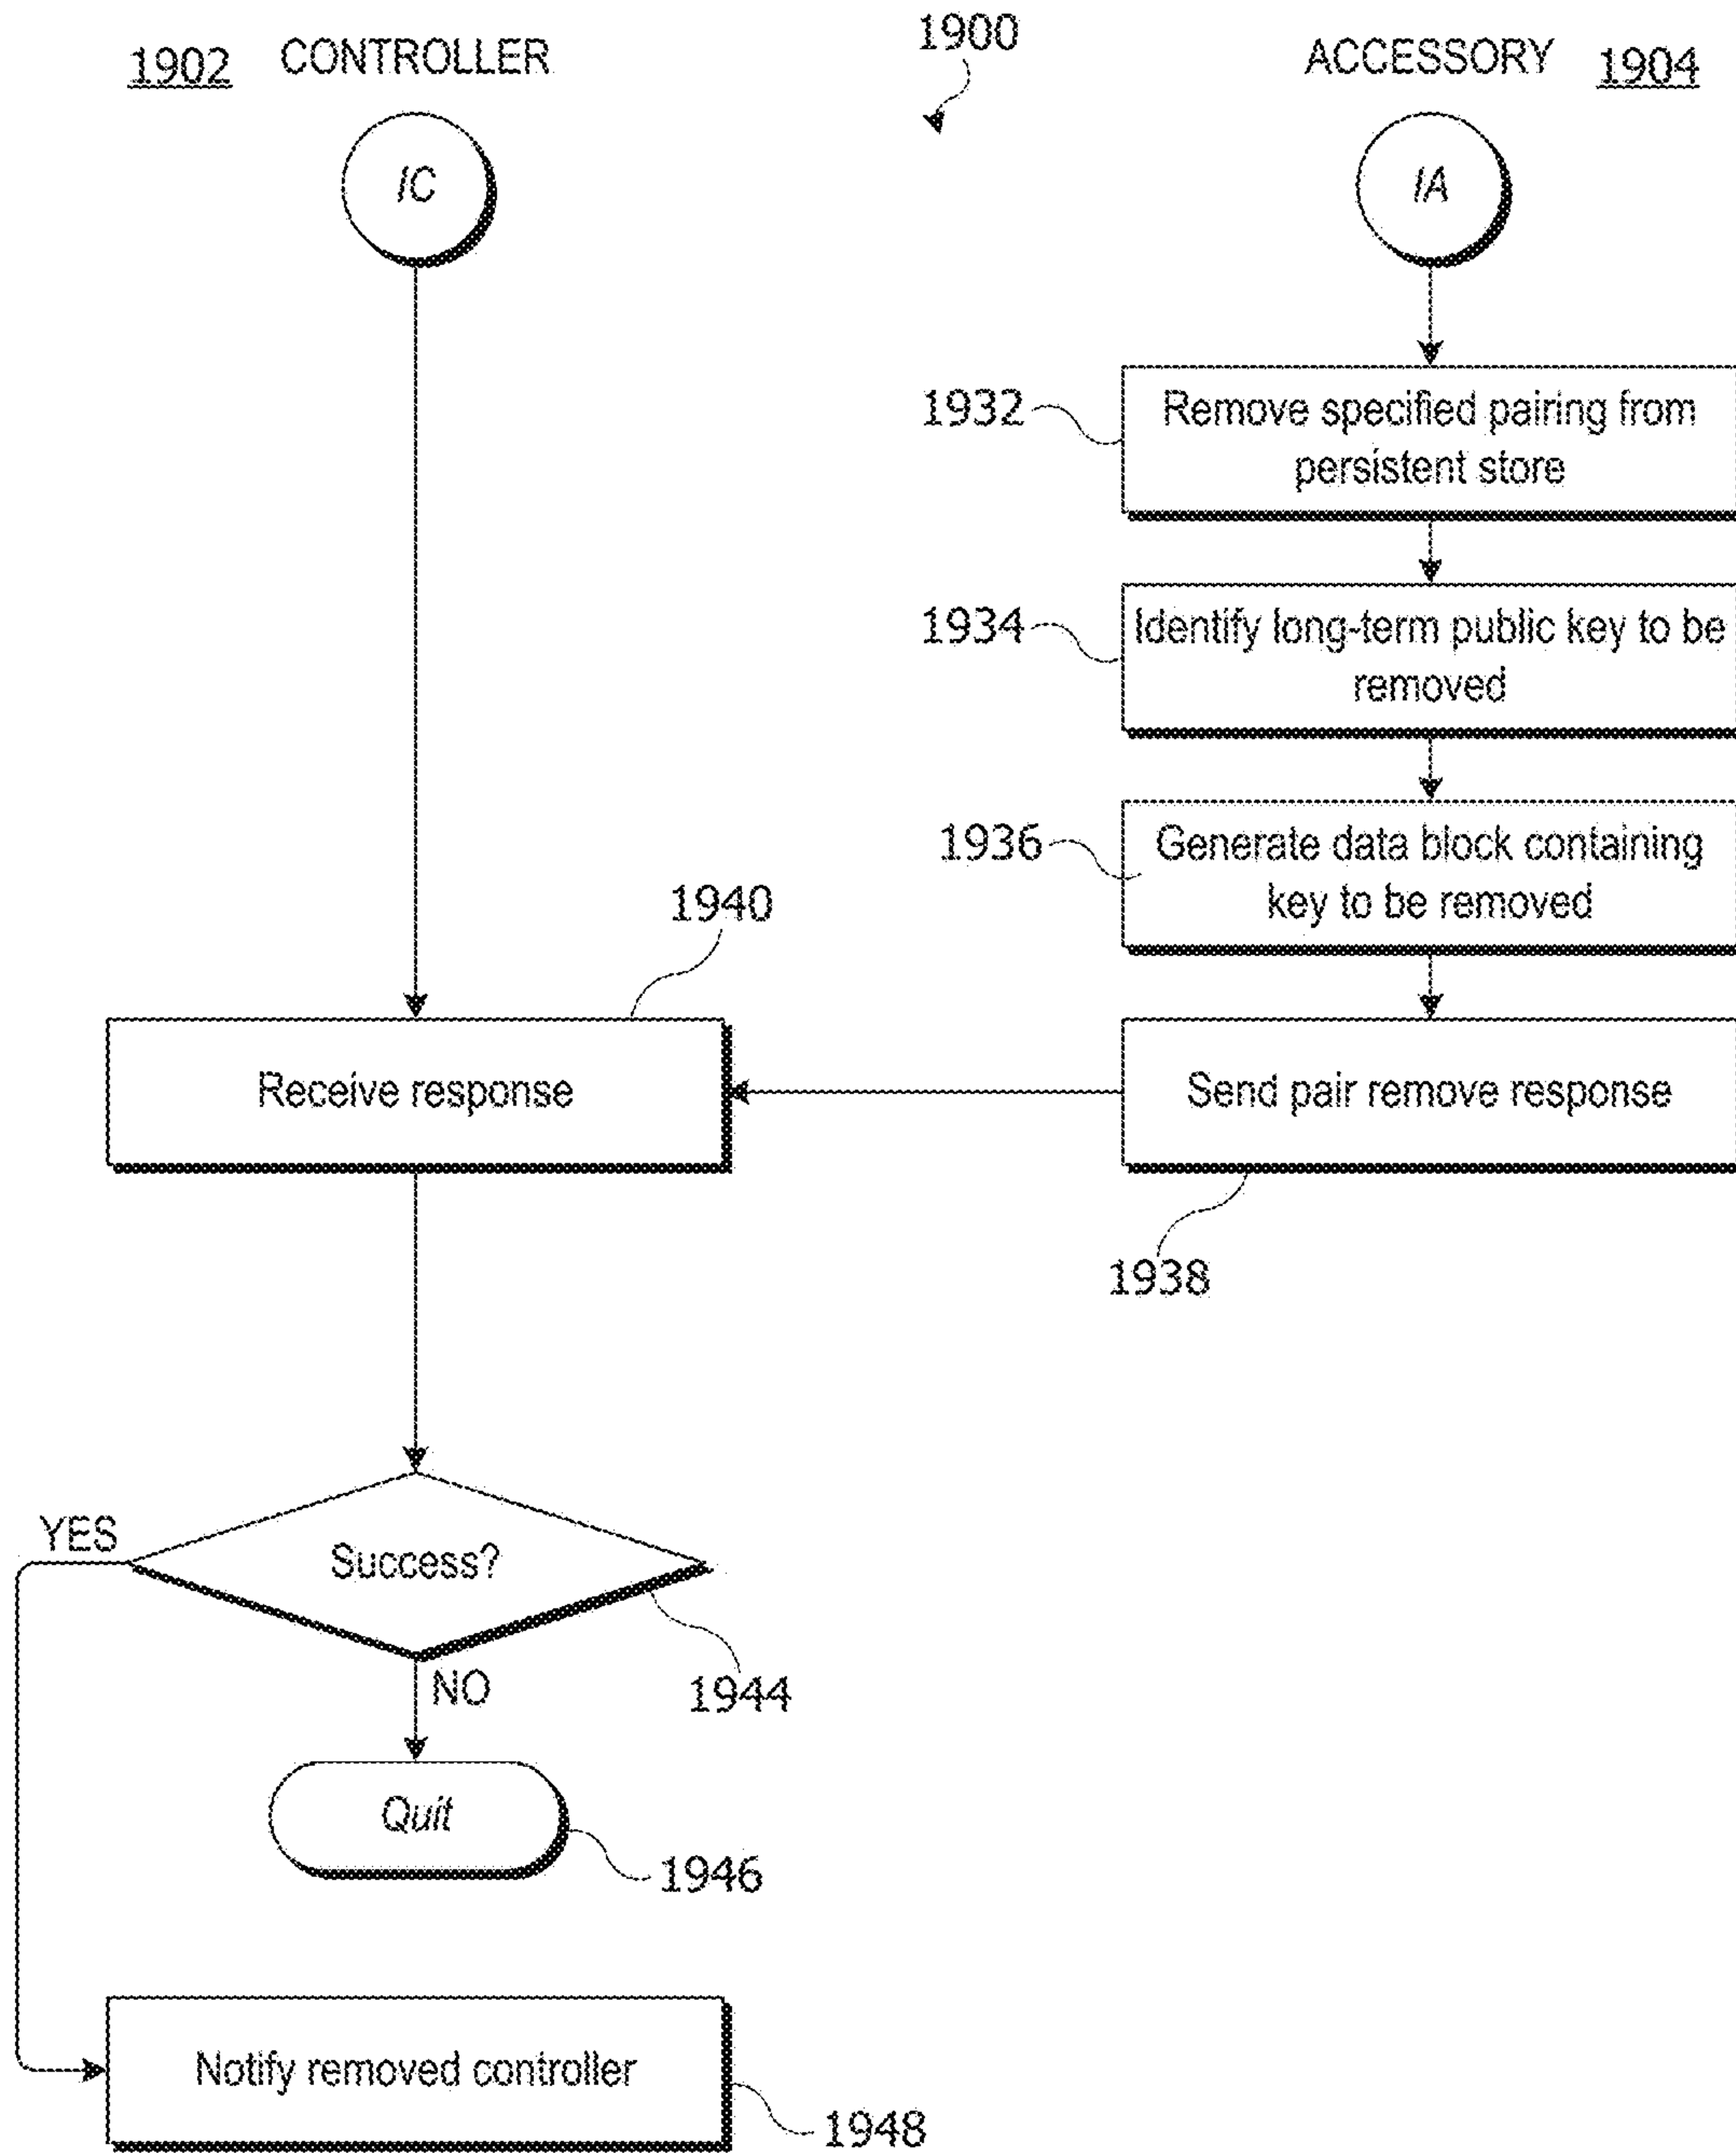 1902 CONTROLLER
1900
ACCESSORY 1904
IC
IA
1932
Remove specified pairing from
persistent store
1934
Identify long-term public key to be
removed
1936
Generate data block containing
key to be removed
1940
Receive response
Send pair remove response
1938
YES
Success?
NO
1944
Quit
1946
Notify removed controller
1948